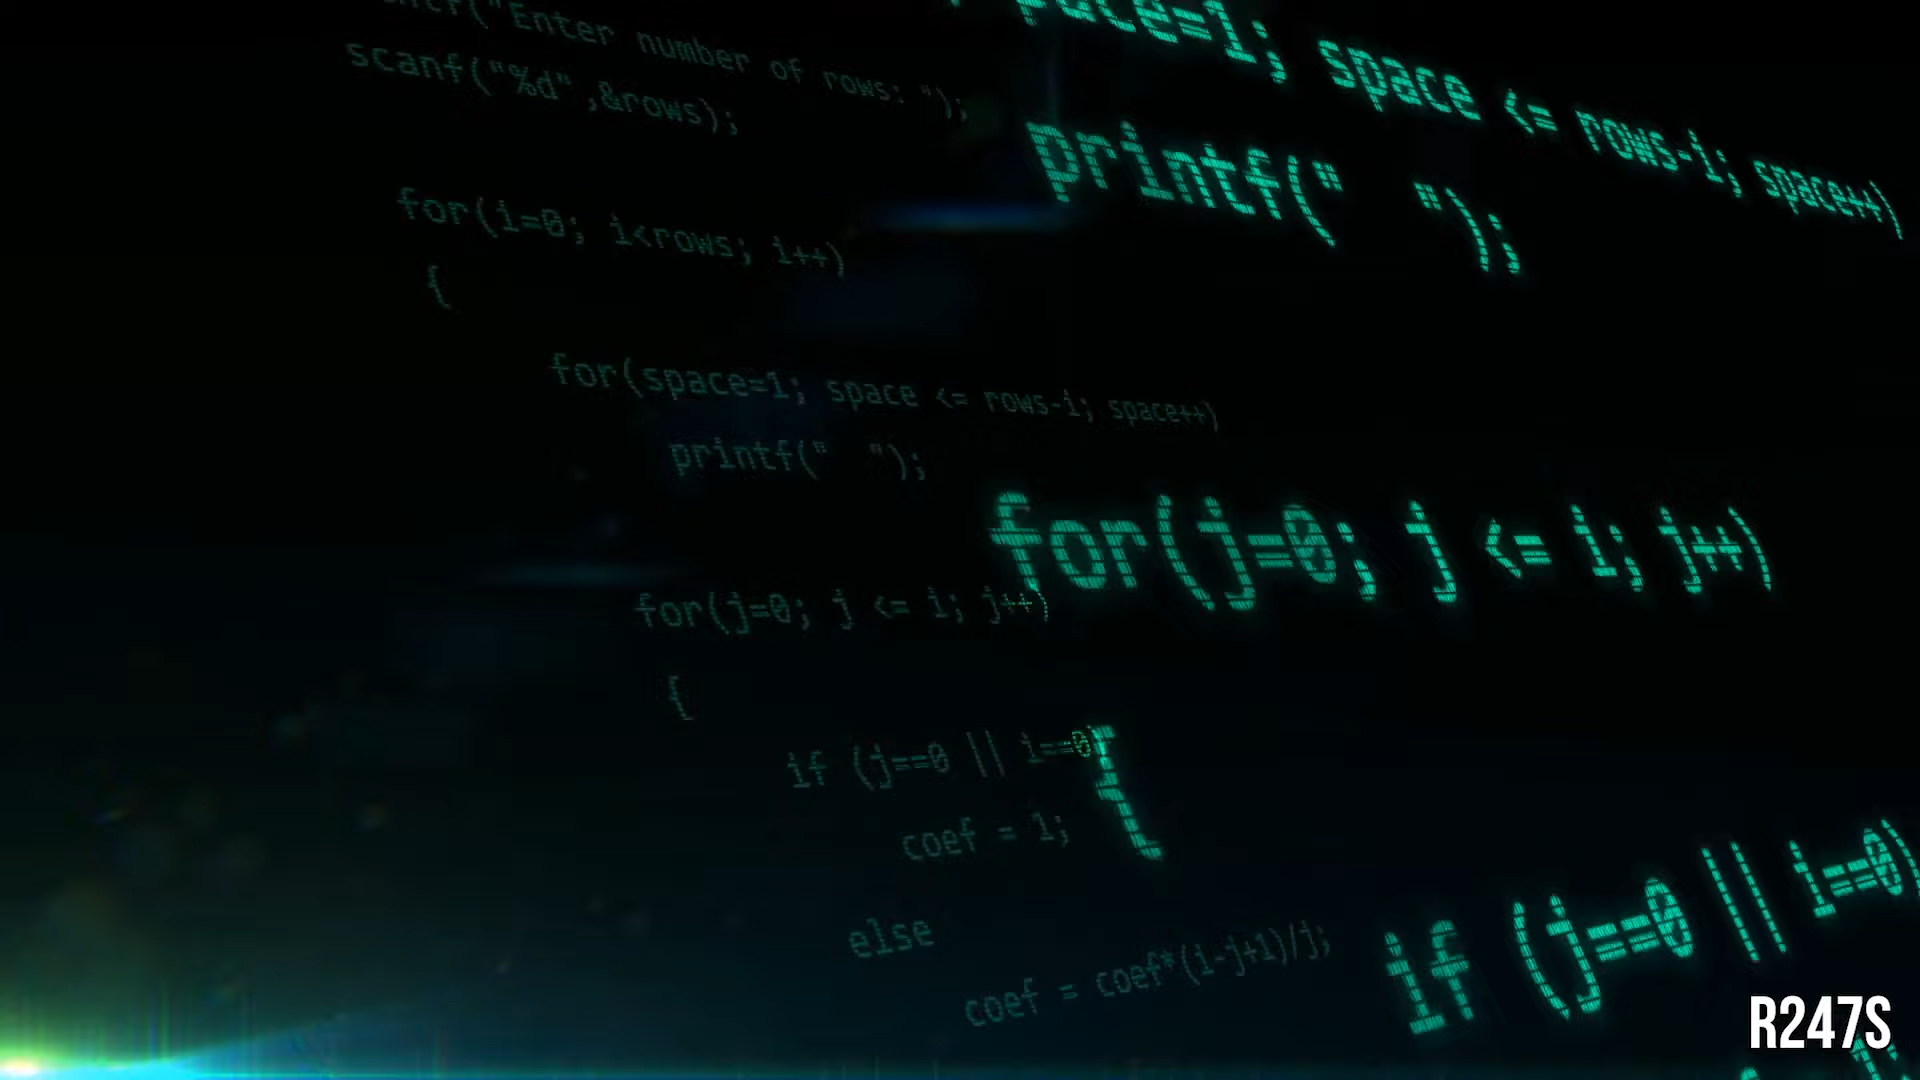 ("Enter number of rows: ");
scanf("%d",&rows);
for(i=0; i<rows; i++)
{
for(space=1; space <= rows-i; space++)
printf("  ");
for(j=0; j <= i; j++)
{
if (j==0 || i==0)
coef = 1;
else
coef = coef*(i-j+1)/j;
space=1; space <= rows-i; space++)
printf("  ");
for(j=0; j <= i; j++)
{
if (j==0 || i==0)
R247S